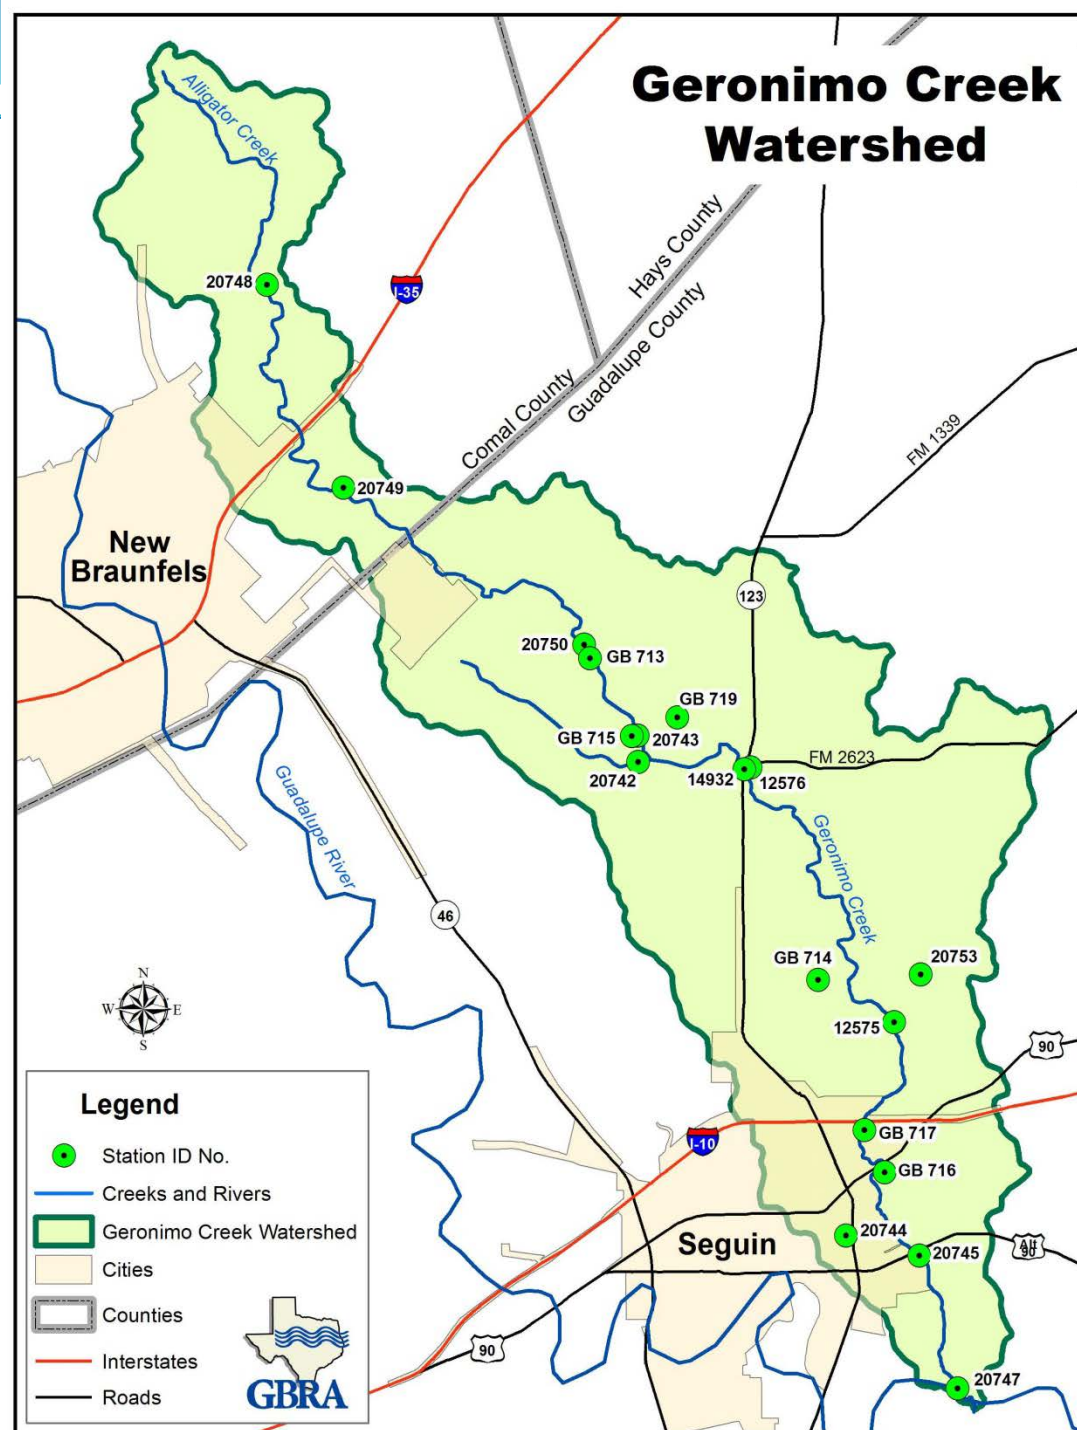 Geronimo Creek
Watershed
Alligator Creek
Hays County
20748
I-35
Guadalupe County
Comal County
FM 1339
20749
New
Braunfels
123
20750
GB 713
GB 719
GB 715
20743
FM 2623
20742
14932
12576
Guadalupe River
Geronimo Creek
46
GB 714
20753
N
W
E
S
12575
90
Legend
Station ID No.
Creeks and Rivers
Geronimo Creek Watershed
Cities
Counties
Interstates
Roads
GBRA
I-10
GB 717
GB 716
20744
Seguin
20745
Alt
90
90
20747